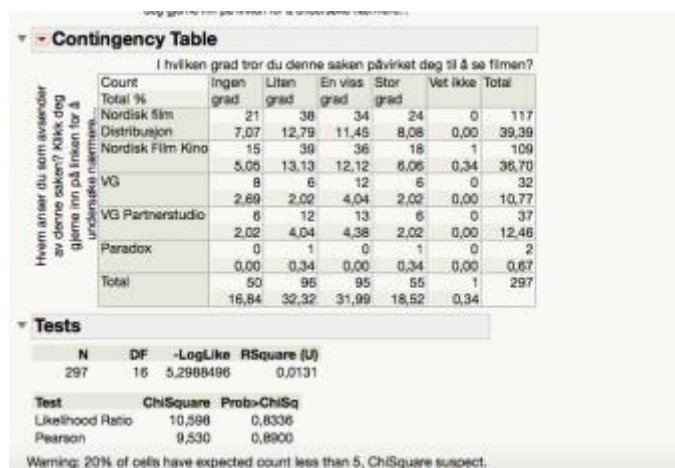 deg gjerne inn på linken for å undersøke nærmere...
Contingency Table
I hvilken grad tror du denne saken påvirket deg til å se filmen?
Hvem anser du som avsender
av denne saken? Klikk deg
gjerne inn på linken for å
undersøke nærmere...
Count Ingen Liten En viss Stor Vet ikke Total
Total % grad grad grad grad
Nordisk film 21 38 34 24 0 117
Distribusjon 7,07 12,79 11,45 8,08 0,00 39,39
Nordisk Film Kino 15 39 36 18 1 109
5,05 13,13 12,12 6,06 0,34 36,70
VG 8 6 12 6 0 32
2,69 2,02 4,04 2,02 0,00 10,77
VG Partnerstudio 6 12 13 6 0 37
2,02 4,04 4,38 2,02 0,00 12,46
Paradox 0 1 0 1 0 2
0,00 0,34 0,00 0,34 0,00 0,67
Total 50 96 95 55 1 297
16,84 32,32 31,99 18,52 0,34
Tests
N DF -LogLike RSquare (U)
297 16 5,2988496 0,0131
Test ChiSquare Prob>ChiSq
Likelihood Ratio 10,598 0,8336
Pearson 9,530 0,8900
Warning: 20% of cells have expected count less than 5, ChiSquare suspect.